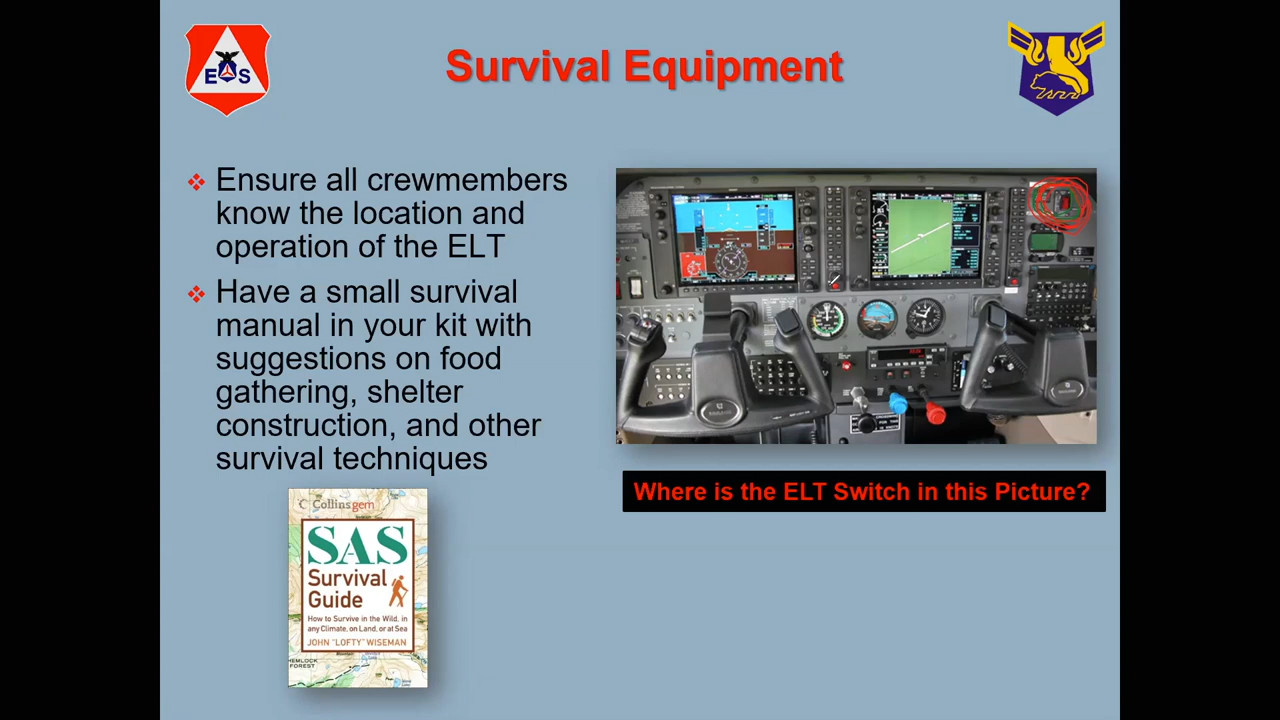 E S
Survival Equipment
Ensure all crewmembers
know the location and
operation of the ELT
Have a small survival
manual in your kit with
suggestions on food
gathering, shelter
construction, and other
survival techniques
Where is the ELT Switch in this Picture?
Collins gem
SAS
Survival
Guide
How to Survive in the Wild, in
any Climate, on Land, or at Sea
JOHN "LOFTY" WISEMAN
HEMLOCK
FOREST